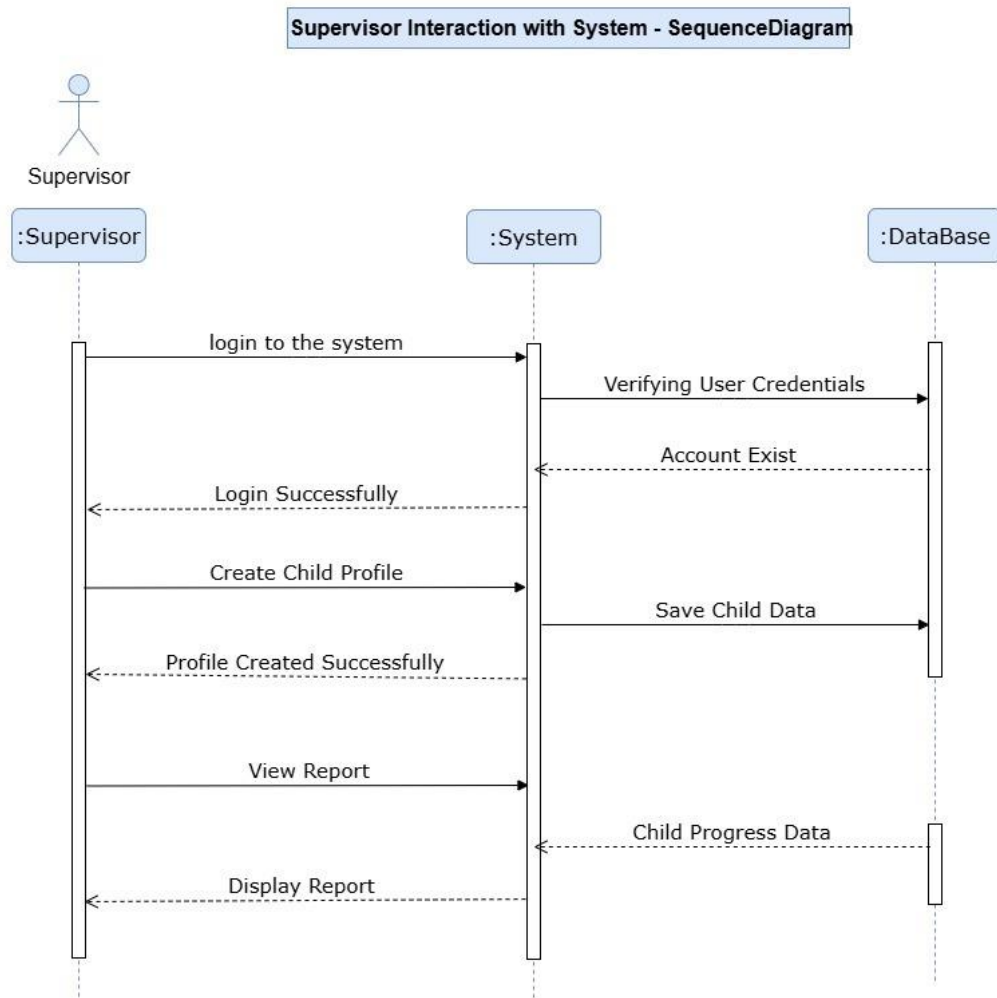 Supervisor Interaction with System - SequenceDiagram
Supervisor
:Supervisor
:System
:DataBase
login to the system
Verifying User Credentials
Account Exist
Login Successfully
Create Child Profile
Save Child Data
Profile Created Successfully
View Report
Child Progress Data
Display Report